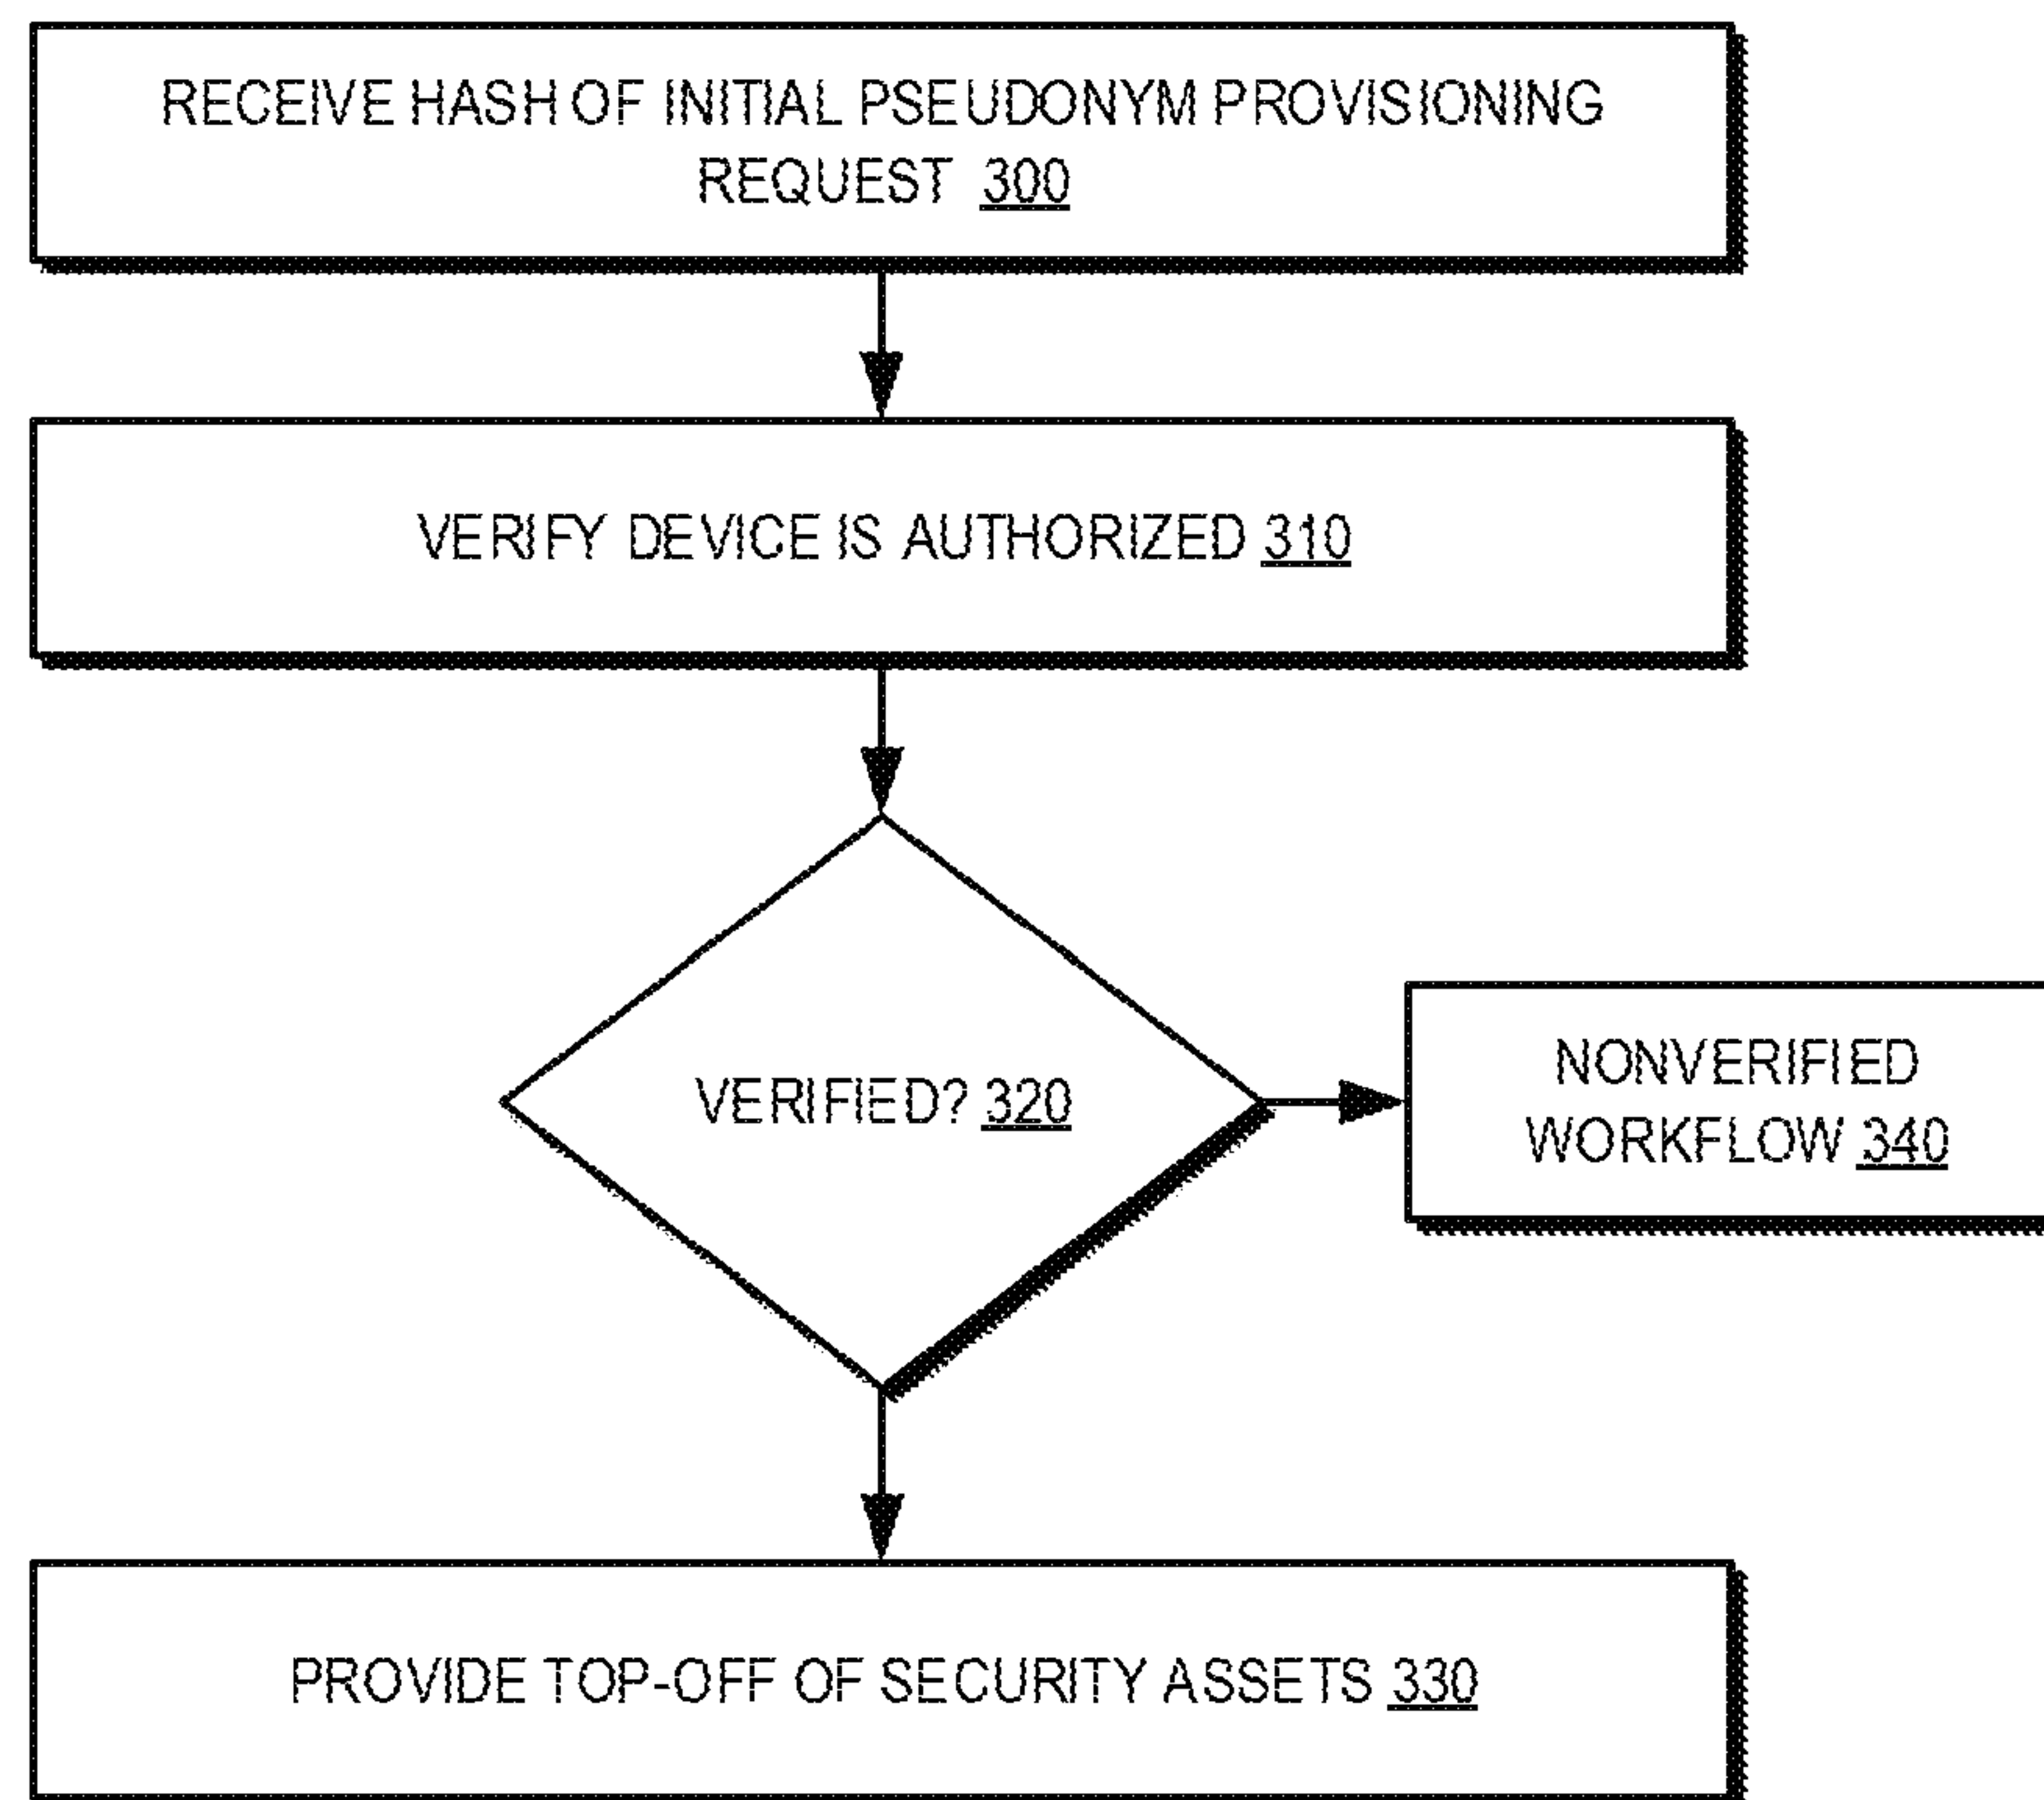 RECEIVE HASH OF INITIAL PSEUDONYM PROVISIONING
REQUEST 300
VERIFY DEVICE IS AUTHORIZED 310
VERIFIED? 320
NONVERIFIED
WORKFLOW 340
PROVIDE TOP-OFF OF SECURITY ASSETS 330